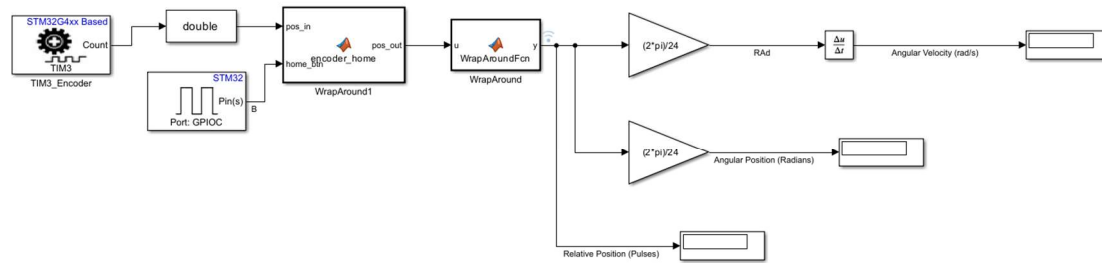 STM32G4xx Based
Count
TIM3
TIM3_Encoder
double
STM32
Pin(s)
Port: GPIOC
B
pos_in
home_btn
encoder_home
pos_out
WrapAround1
u
WrapAroundFcn
y
WrapAround
(2*pi)/24
RAd
Δu
Δt
Angular Velocity (rad/s)
(2*pi)/24
Angular Position (Radians)
Relative Position (Pulses)